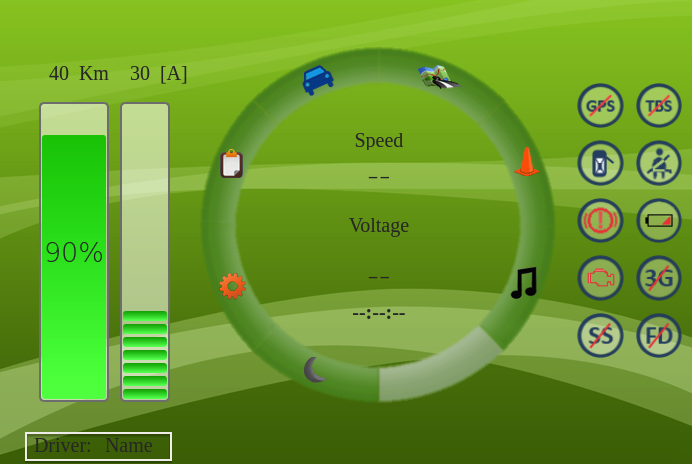 40 Km 30 [A]
90%
Speed
--
Voltage
--
--:--:--
GPS TBS
3G
SS FD
Driver: Name